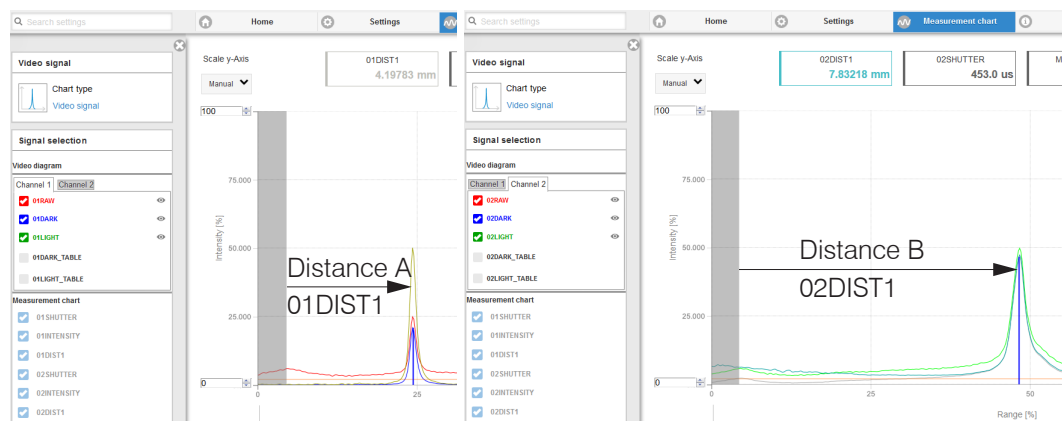 Search settings
Home
Settings
Video signal
Chart type
Video signal
Signal selection
Video diagram
Channel 1
Channel 2
01RAW
01DARK
01LIGHT
01DARK_TABLE
01LIGHT_TABLE
Measurement chart
01SHUTTER
01INTENSITY
01DIST1
02SHUTTER
02INTENSITY
02DIST1
Scale y-Axis
Manual
01DIST1
4.19783 mm
100
75.000
50.000
25.000
0
Intensity [%]
Distance A
01DIST1
0
25
Search settings
Home
Settings
Measurement chart
Video signal
Chart type
Video signal
Signal selection
Video diagram
Channel 1
Channel 2
02RAW
02DARK
02LIGHT
02DARK_TABLE
02LIGHT_TABLE
Measurement chart
01SHUTTER
01INTENSITY
01DIST1
02SHUTTER
02INTENSITY
02DIST1
Scale y-Axis
Manual
02DIST1
7.83218 mm
02SHUTTER
453.0 us
M
100
75.000
50.000
25.000
0
Intensity [%]
Distance B
02DIST1
0
25
50
Range [%]